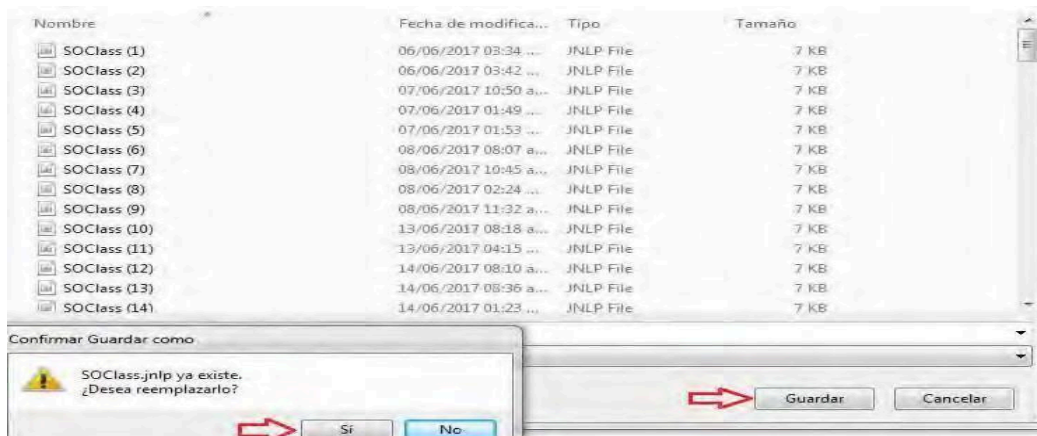 Nombre Fecha de modifica... Tipo Tamaño
SOClass (1) 06/06/2017 03:34 ... JNLP File 7 KB
SOClass (2) 06/06/2017 03:42 ... JNLP File 7 KB
SOClass (3) 07/06/2017 10:50 a... JNLP File 7 KB
SOClass (4) 07/06/2017 01:49 ... JNLP File 7 KB
SOClass (5) 07/06/2017 01:53 ... JNLP File 7 KB
SOClass (6) 08/06/2017 08:07 a... JNLP File 7 KB
SOClass (7) 08/06/2017 10:45 a... JNLP File 7 KB
SOClass (8) 08/06/2017 02:24 ... JNLP File 7 KB
SOClass (9) 08/06/2017 11:32 a... JNLP File 7 KB
SOClass (10) 13/06/2017 08:18 a... JNLP File 7 KB
SOClass (11) 13/06/2017 04:15 ... JNLP File 7 KB
SOClass (12) 14/06/2017 08:10 a... JNLP File 7 KB
SOClass (13) 14/06/2017 08:36 a... JNLP File 7 KB
SOClass (14) 14/06/2017 01:23 ... JNLP File 7 KB
Confirmar Guardar como
SOClass.jnlp ya existe.
¿Desea reemplazarlo?
Sí No
Guardar Cancelar